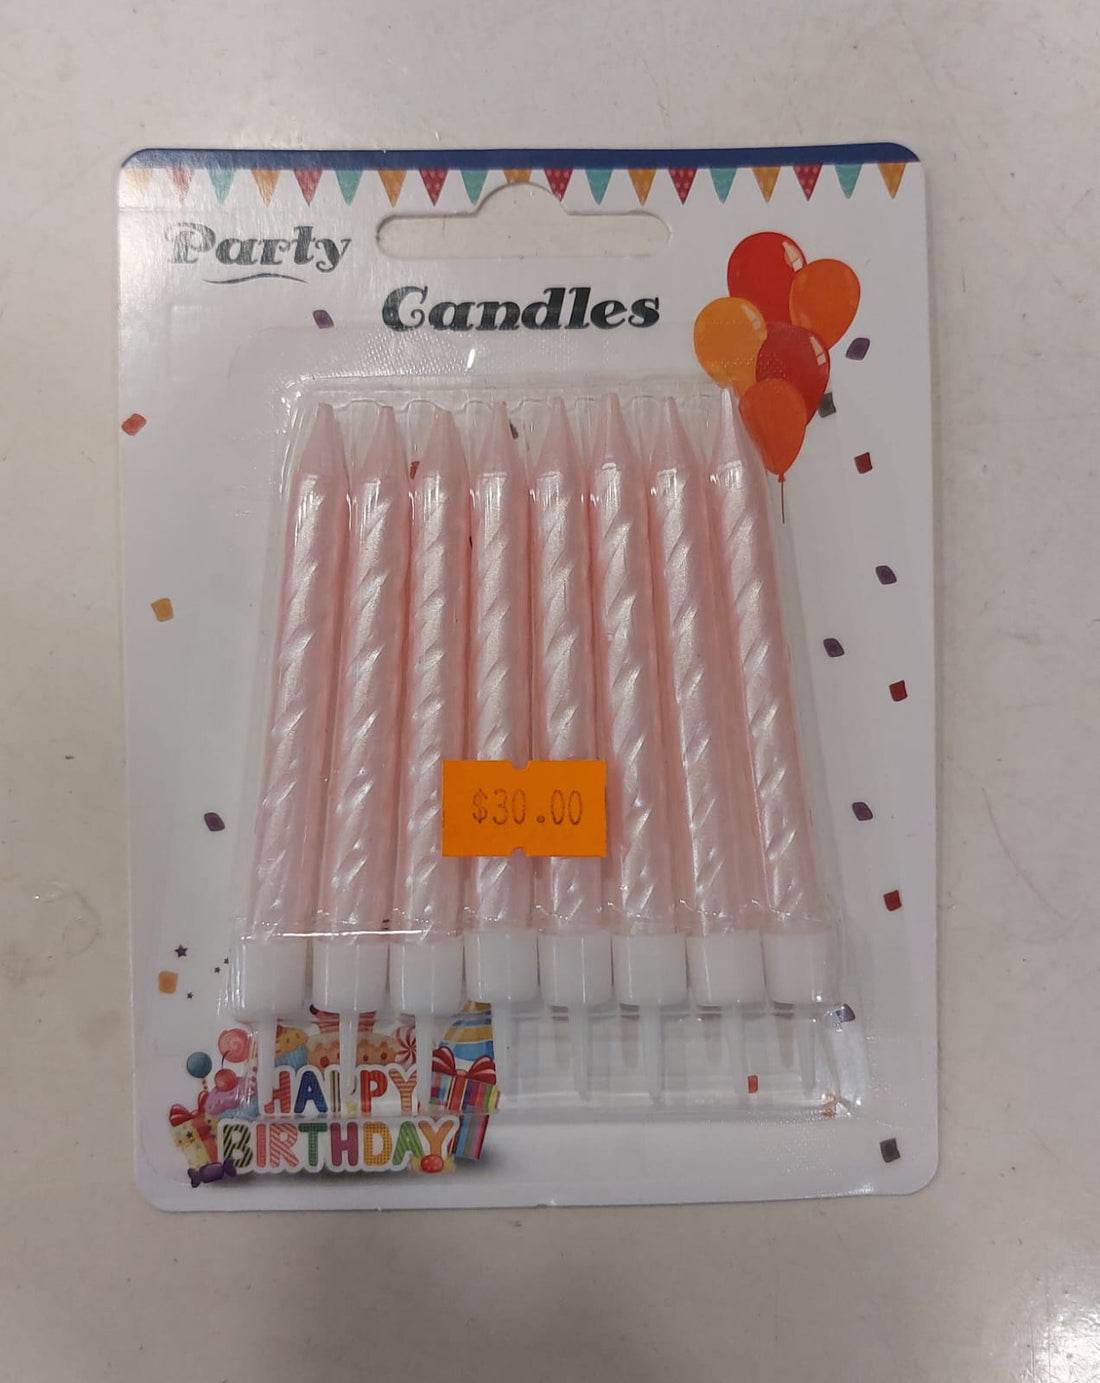 Party
Candles
$30.00
HAPPY
BIRTHDAY